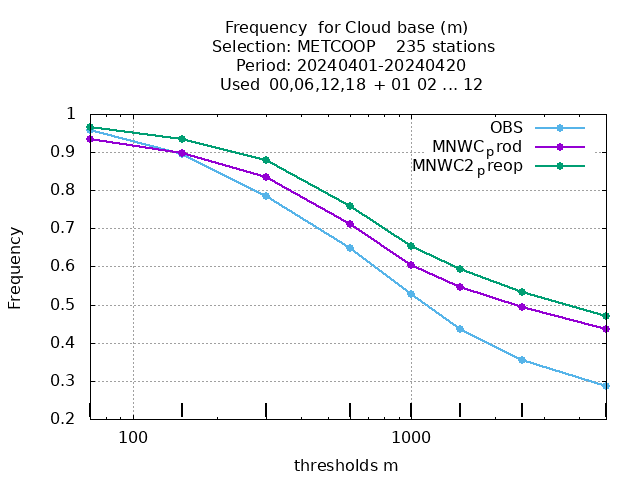 Frequency  for Cloud base (m)
Selection: METCOOP    235 stations
Period: 20240401-20240420
Used  00,06,12,18  + 01 02 ... 12
1
0.9
0.8
0.7
0.6
0.5
0.4
0.3
0.2
Frequency
OBS
MNWCprod
MNWC2preop
100
1000
thresholds m